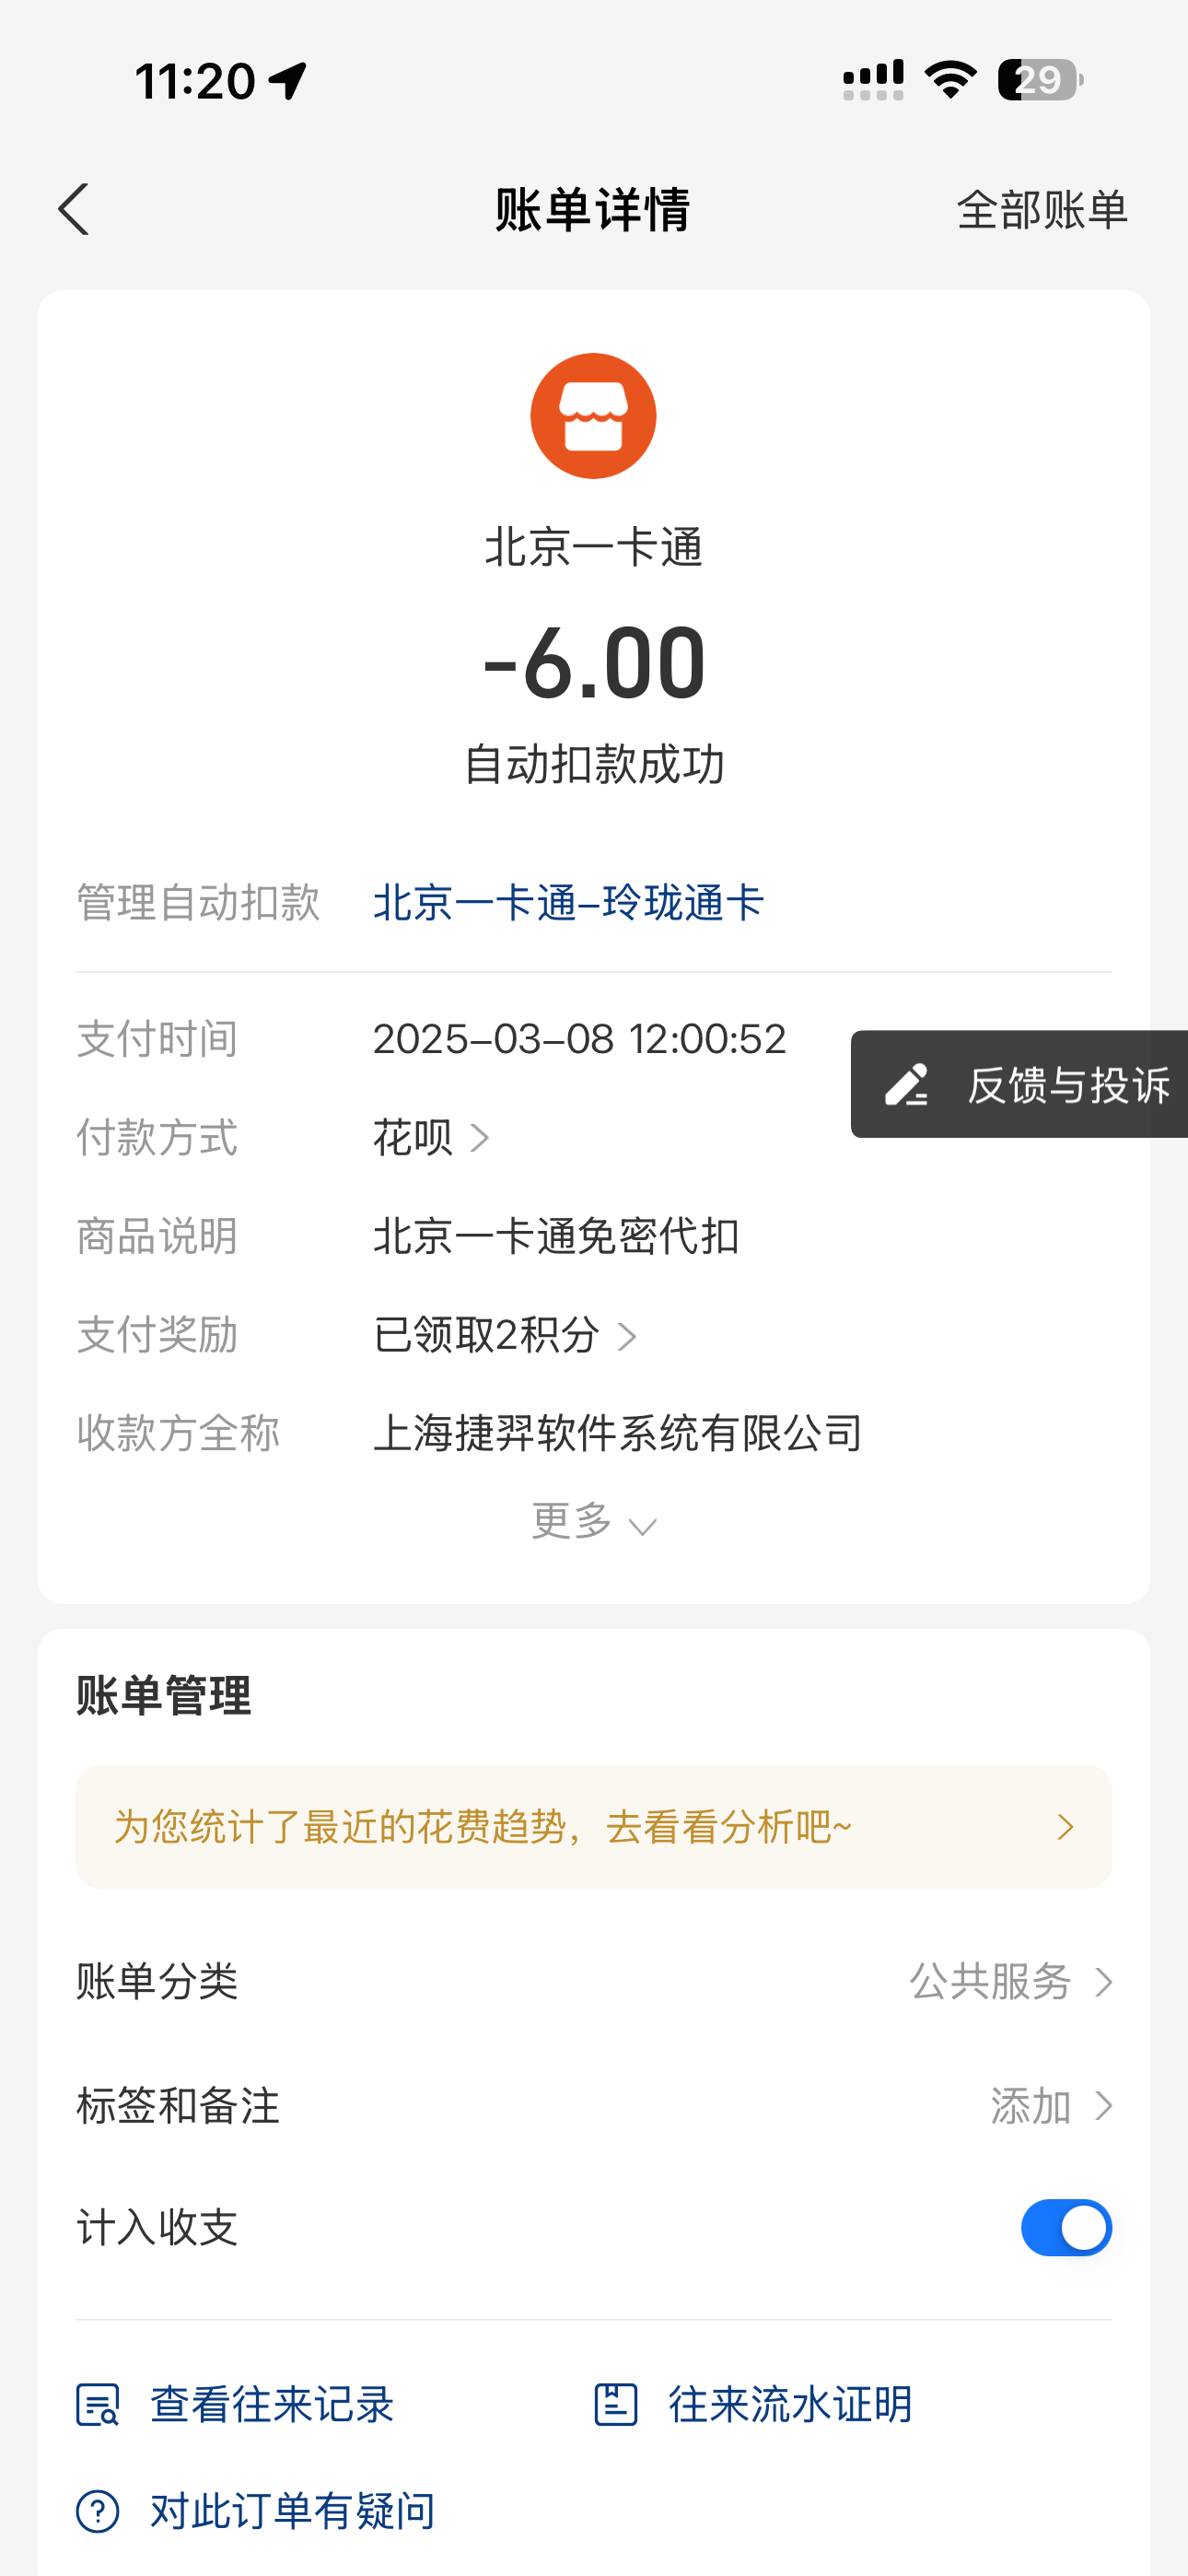 11:20
29
账单详情
全部账单
北京一卡通
-6.00
自动扣款成功
管理自动扣款 北京一卡通-玲珑通卡
支付时间 2025-03-08 12:00:52
反馈与投诉
付款方式 花呗
商品说明 北京一卡通免密代扣
支付奖励 已领取2积分
收款方全称 上海捷羿软件系统有限公司
更多
账单管理
为您统计了最近的花费趋势，去看看分析吧~
账单分类 公共服务
标签和备注 添加
计入收支
查看往来记录 往来流水证明
对此订单有疑问